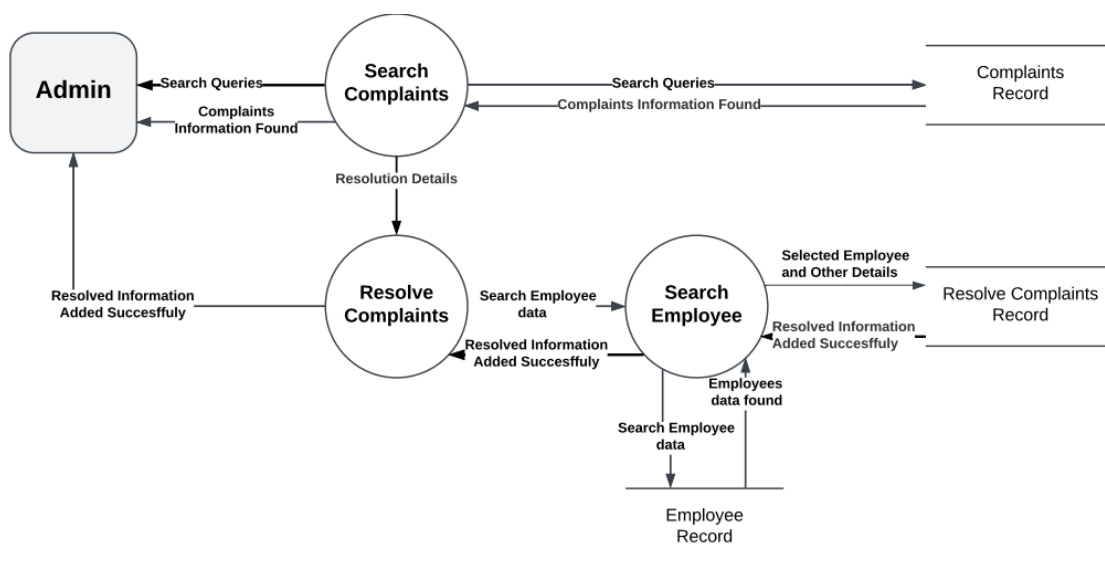 Admin
Search Queries
Complaints
Information Found
Search
Complaints
Search Queries
Complaints Information Found
Complaints
Record
Resolution Details
Resolved Information
Added Succesffuly
Resolve
Complaints
Search Employee
data
Resolved Information
Added Succesffuly
Search
Employee
Selected Employee
and Other Details
Resolved Information
Added Succesffuly
Resolve Complaints
Record
Employees
data found
Search Employee
data
Employee
Record